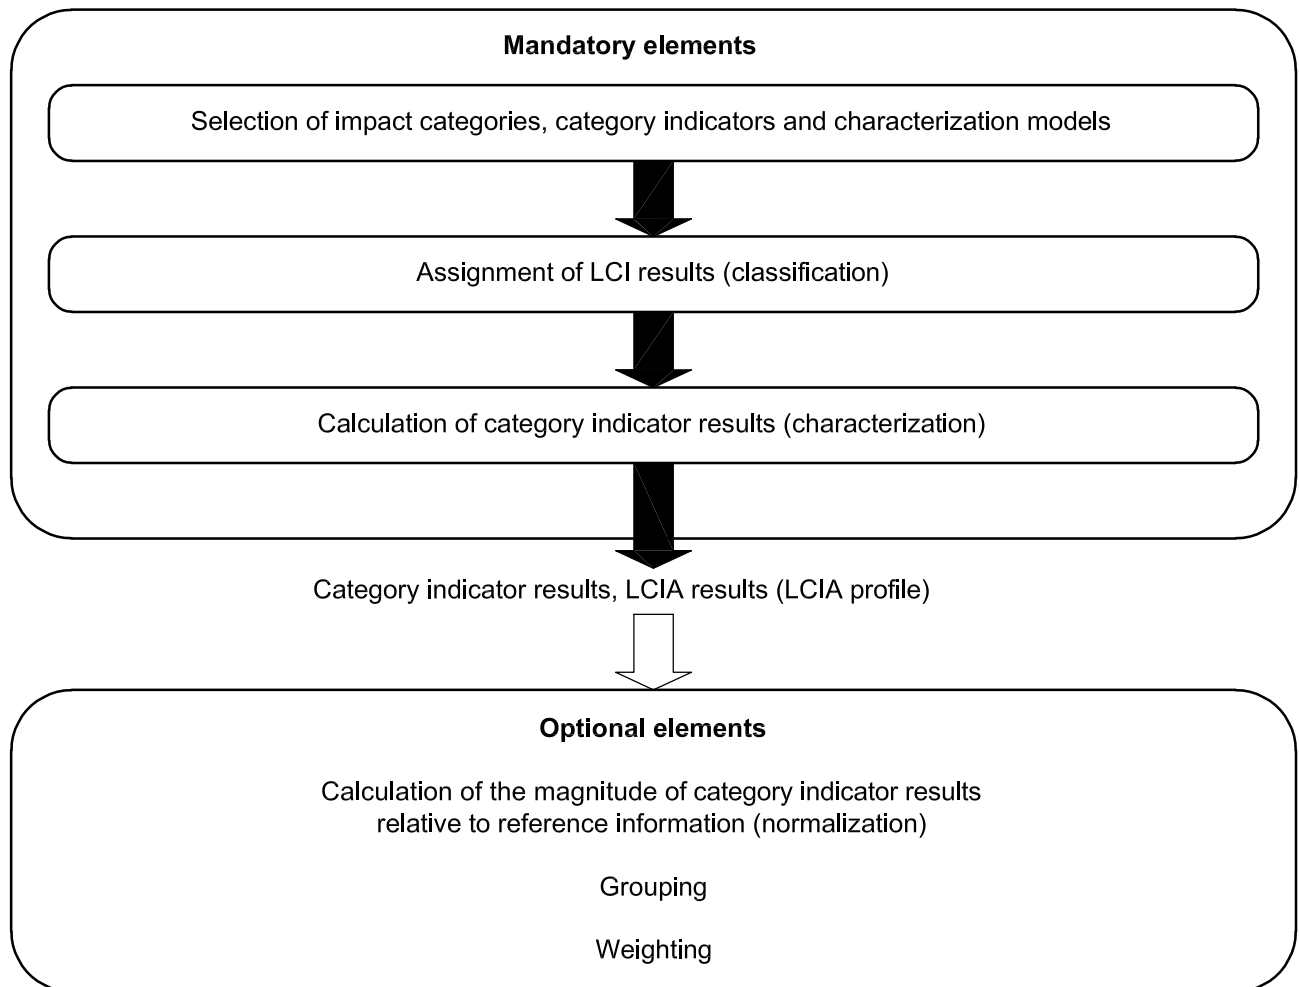 Mandatory elements
Selection of impact categories, category indicators and characterization models
Assignment of LCI results (classification)
Calculation of category indicator results (characterization)
Category indicator results, LCIA results (LCIA profile)
Optional elements
Calculation of the magnitude of category indicator results
relative to reference information (normalization)
Grouping
Weighting